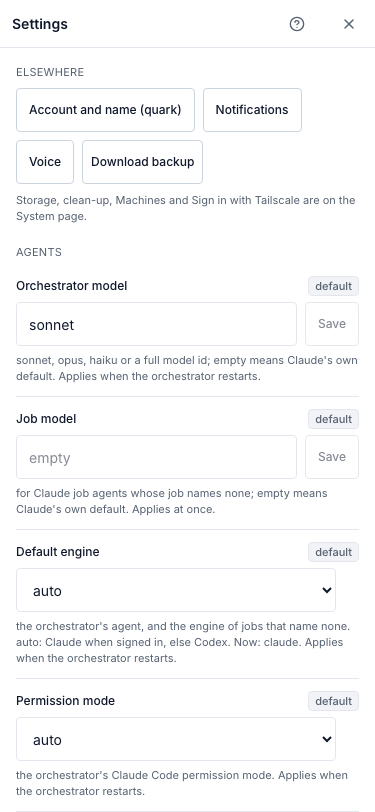 Settings
ELSEWHERE
Account and name (quark)
Notifications
Voice
Download backup
Storage, clean-up, Machines and Sign in with Tailscale are on the
System page.
AGENTS
Orchestrator model
default
sonnet
Save
sonnet, opus, haiku or a full model id; empty means Claude's own
default. Applies when the orchestrator restarts.
Job model
default
empty
Save
for Claude job agents whose job names none; empty means
Claude's own default. Applies at once.
Default engine
default
auto
the orchestrator's agent, and the engine of jobs that name none.
auto: Claude when signed in, else Codex. Now: claude. Applies
when the orchestrator restarts.
Permission mode
default
auto
the orchestrator's Claude Code permission mode. Applies when
the orchestrator restarts.